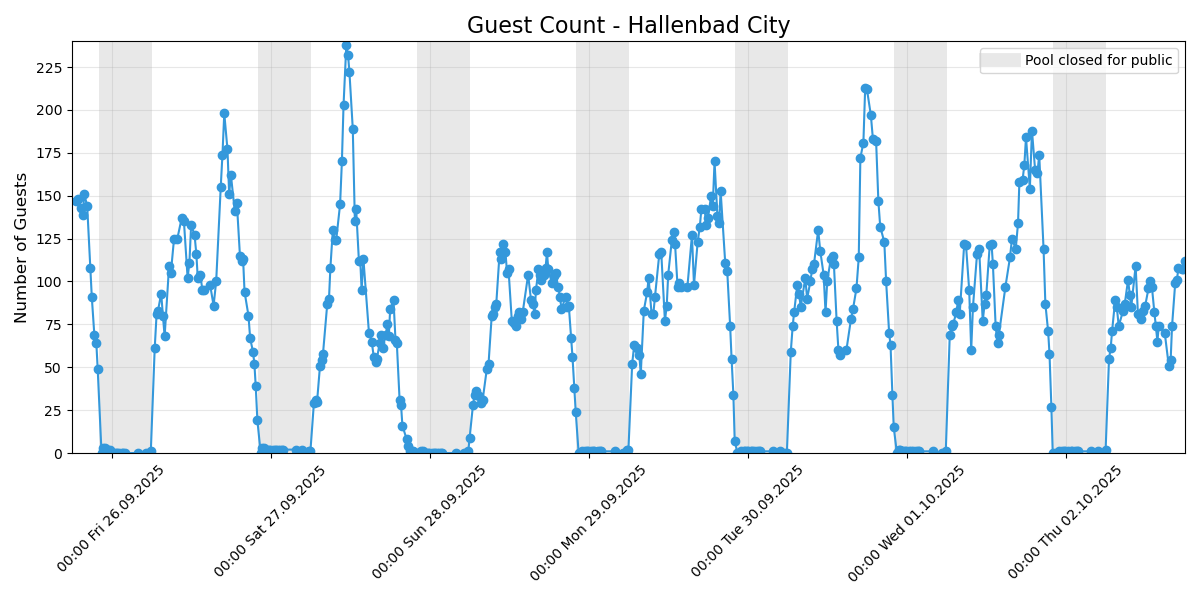 Guest Count - Hallenbad City
Pool closed for public
Number of Guests
225
200
175
150
125
100
75
50
25
0
00:00 Fri 26.09.2025
00:00 Sat 27.09.2025
00:00 Sun 28.09.2025
00:00 Mon 29.09.2025
00:00 Tue 30.09.2025
00:00 Wed 01.10.2025
00:00 Thu 02.10.2025